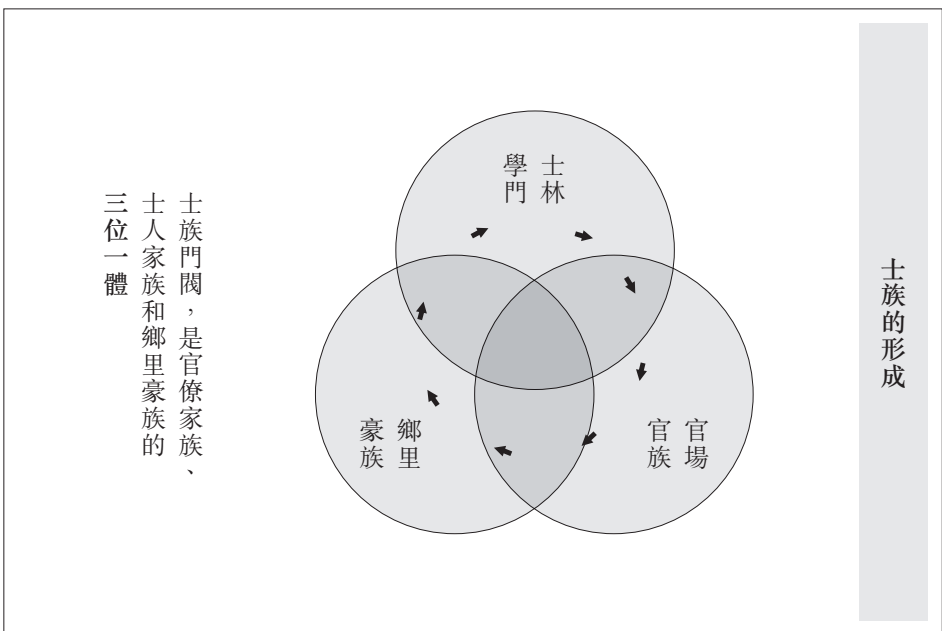 士族的形成
士林
學門
官場
官族
鄉里
豪族
士族門閥，是官僚家族、
士人家族和鄉里豪族的
三位一體